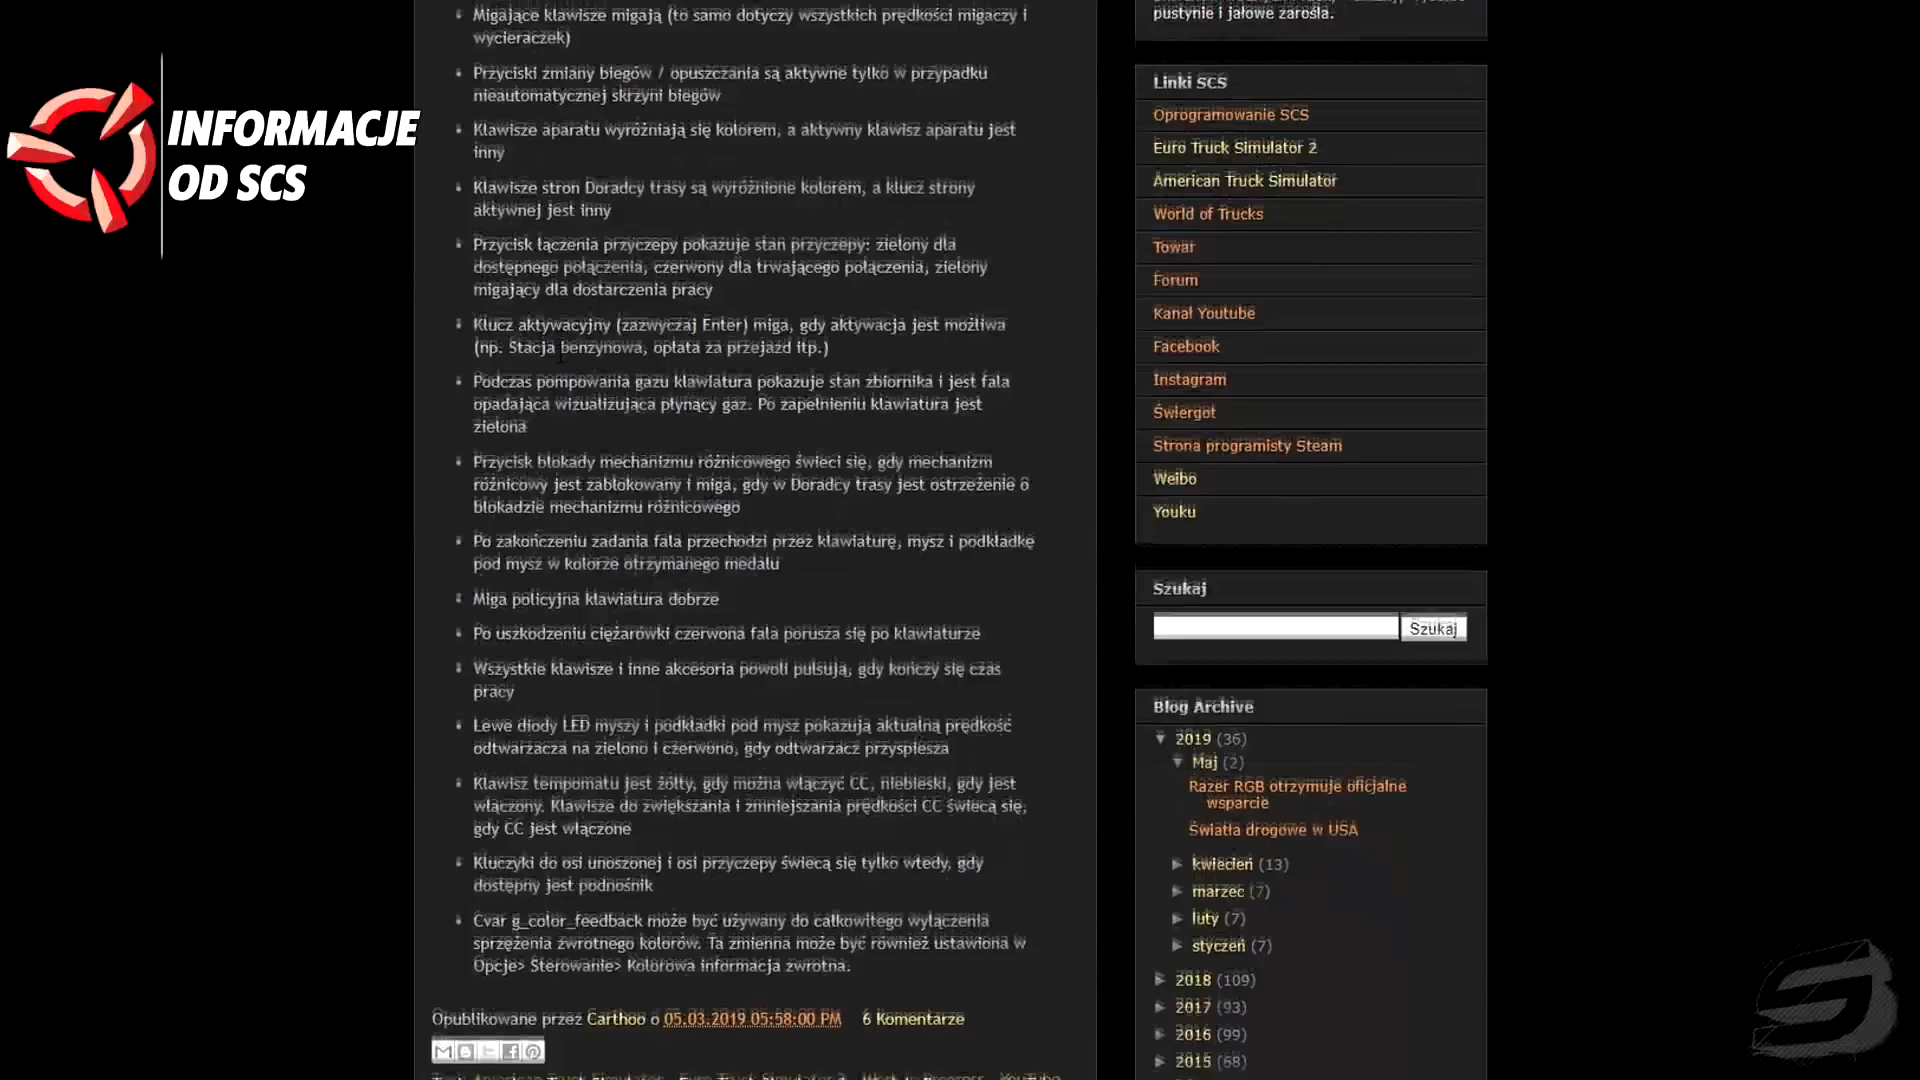 INFORMACJE
OD SCS
Migające klawisze migają (to samo dotyczy wszystkich prędkości migaczy i
wycieraczek)
Przyciski zmiany biegów / opuszczania są aktywne tylko w przypadku
nieautomatycznej skrzyni biegów
Klawisze aparatu wyróżniają się kolorem, a aktywny klawisz aparatu jest
inny
Klawisze stron Doradcy trasy są wyróżnione kolorem, a klucz strony
aktywnej jest inny
Przycisk łączenia przyczepy pokazuje stan przyczepy: zielony dla
dostępnego połączenia, czerwony dla trwającego połączenia, zielony
migający dla dostarczenia pracy
Klucz aktywacyjny (zazwyczaj Enter) miga, gdy aktywacja jest możliwa
(np. Stacja benzynowa, opłata za przejazd itp.)
Podczas pompowania gazu klawiatura pokazuje stan zbiornika i jest fala
opadająca wizualizująca płynący gaz. Po zapełnieniu klawiatura jest
zielona
Przycisk blokady mechanizmu różnicowego świeci się, gdy mechanizm
różnicowy jest zablokowany i miga, gdy w Doradcy trasy jest ostrzeżenie o
blokadzie mechanizmu różnicowego
Po zakończeniu zadania fala przechodzi przez klawiaturę, mysz i podkładkę
pod mysz w kolorze otrzymanego medalu
Miga policyjna klawiatura dobrze
Po uszkodzeniu ciężarówki czerwona fala porusza się po klawiaturze
Wszystkie klawisze i inne akcesoria powoli pulsują, gdy kończy się czas
pracy
Lewe diody LED myszy i podkładki pod mysz pokazują aktualną prędkość
odtwarzacza na zielono i czerwono, gdy odtwarzacz przyspiesza
Klawisz tempomatu jest żółty, gdy można włączyć CC, niebieski, gdy jest
włączony. Klawisze do zwiększania i zmniejszania prędkości CC świecą się,
gdy CC jest włączone
Kluczyki do osi unoszonej i osi przyczepy świecą się tylko wtedy, gdy
dostępny jest podnośnik
Cvar g_color_feedback może być używany do całkowitego wyłączenia
sprzężenia zwrotnego kolorów. Ta zmienna może być również ustawiona w
Opcje> Sterowanie> Kolorowa informacja zwrotna.
Opublikowane przez Carthoo o 05.03.2019 05:58:00 PM 6 Komentarze
pustynie i jałowe zarośla.
Linki SCS
Oprogramowanie SCS
Euro Truck Simulator 2
American Truck Simulator
World of Trucks
Towar
Forum
Kanał Youtube
Facebook
Instagram
Świergot
Strona programisty Steam
Weibo
Youku
Szukaj
Szukaj
Blog Archive
▼ 2019 (36)
▼ Maj (2)
Razer RGB otrzymuje oficjalne
wsparcie
Światła drogowe w USA
► kwiecień (13)
► marzec (7)
► luty (7)
► styczeń (7)
► 2018 (109)
► 2017 (93)
► 2016 (99)
► 2015 (68)